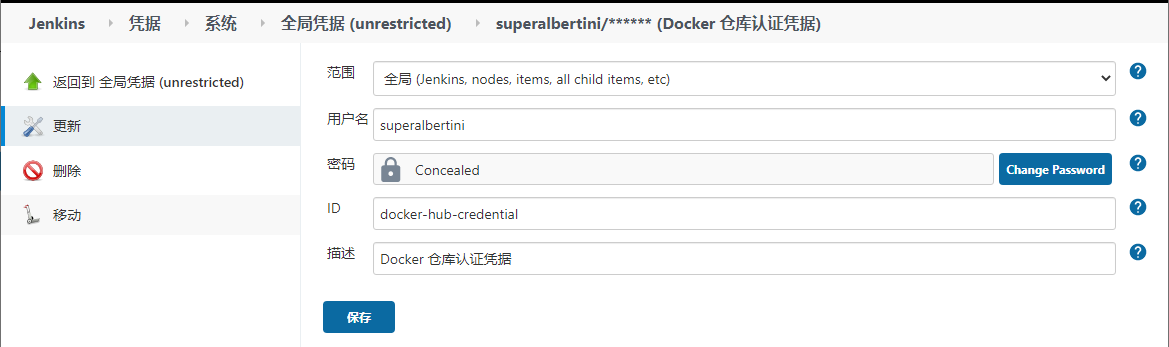 Jenkins 凭据 系统 全局凭据 (unrestricted) superalbertini/****** (Docker 仓库认证凭据)
返回到 全局凭据 (unrestricted)
更新
删除
移动
范围 全局 (Jenkins, nodes, items, all child items, etc) ?
用户名 superalbertini ?
密码 Concealed Change Password ?
ID docker-hub-credential ?
描述 Docker 仓库认证凭据 ?
保存